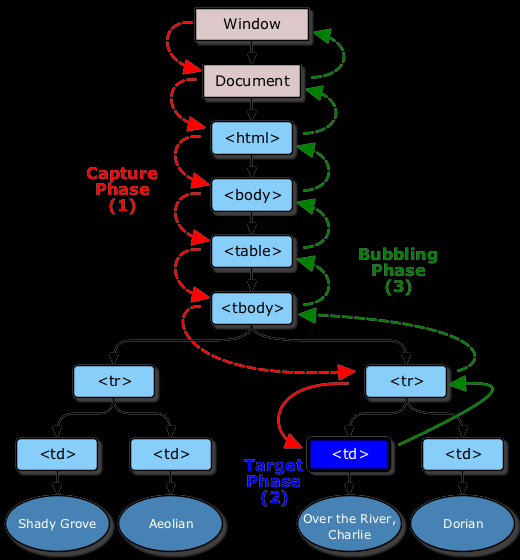 Window
Document
<html>
Capture
Phase
(1)
<body>
<table>
Bubbling
Phase
(3)
<tbody>
<tr>
<tr>
<td>
<td>
Target
Phase
(2)
<td>
<td>
Shady Grove
Aeolian
Over the River,
Charlie
Dorian